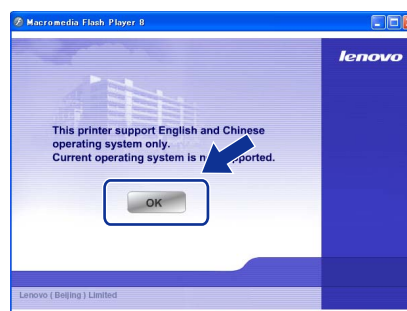 Macromedia Flash Player 8
lenovo
This printer support English and Chinese
operating system only.
Current operating system is
OK
Lenovo ( Beijing ) Limited